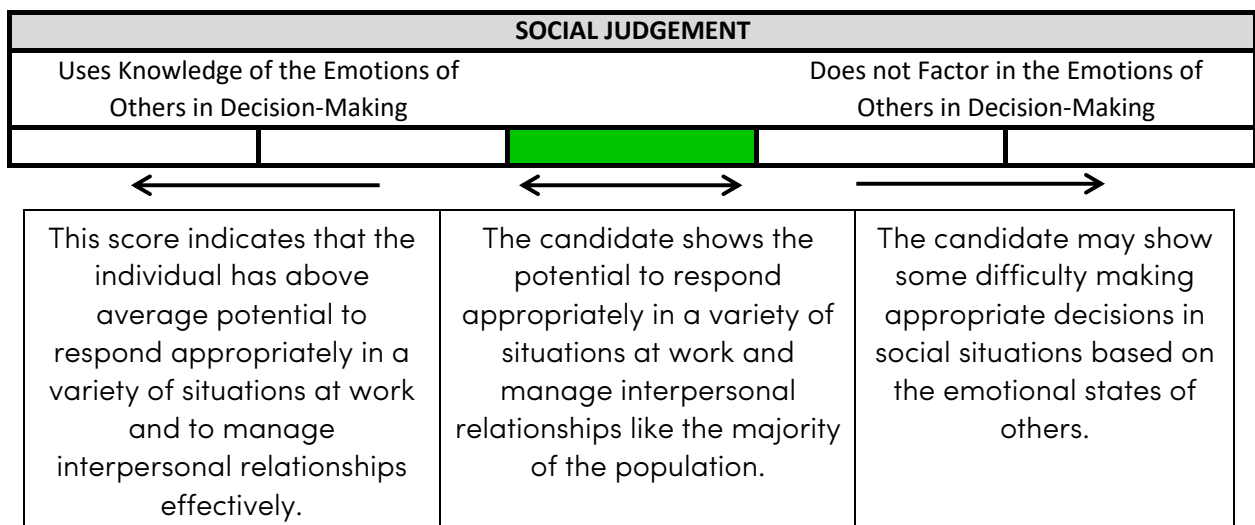 SOCIAL JUDGEMENT
Uses Knowledge of the Emotions of
Others in Decision-Making
Does not Factor in the Emotions of
Others in Decision-Making
This score indicates that the
individual has above
average potential to
respond appropriately in a
variety of situations at work
and to manage
interpersonal relationships
effectively.
The candidate shows the
potential to respond
appropriately in a variety of
situations at work and
manage interpersonal
relationships like the majority
of the population.
The candidate may show
some difficulty making
appropriate decisions in
social situations based on
the emotional states of
others.